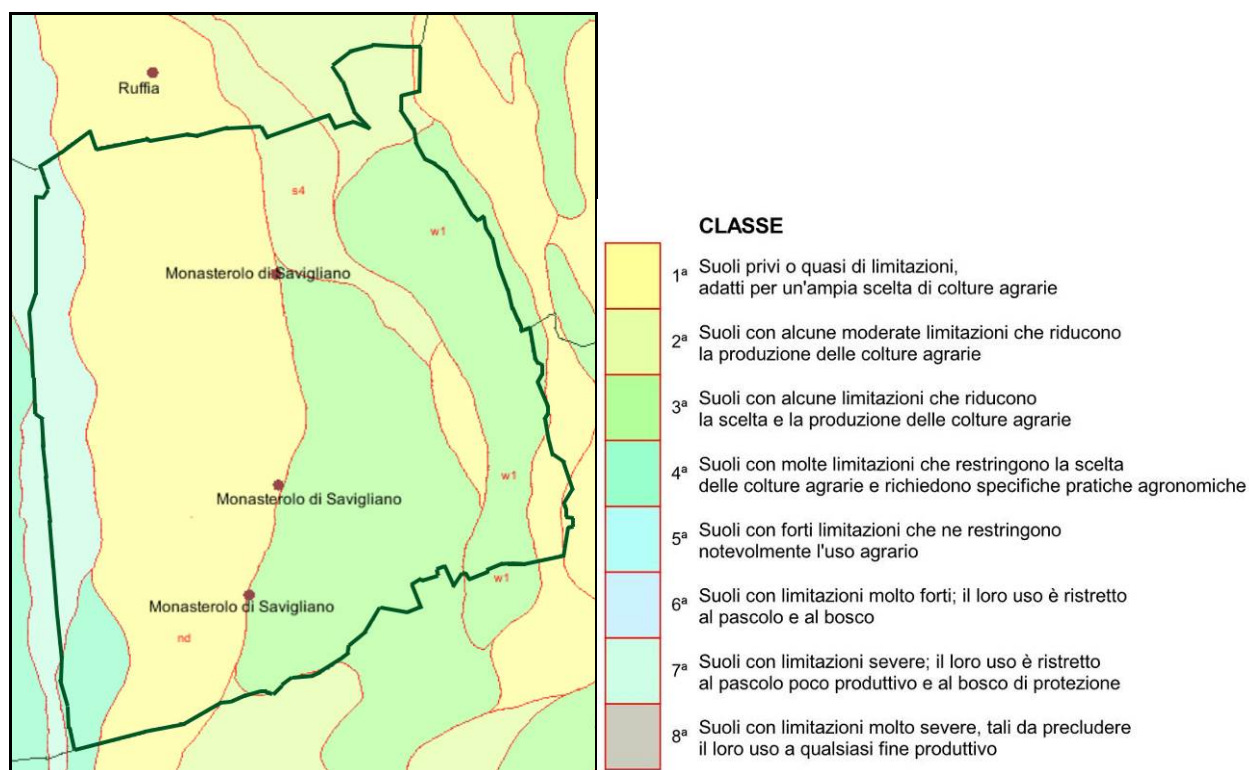 Ruffia
s4
w1
Monasterolo di Savigliano
w1
Monasterolo di Savigliano
w1
Monasterolo di Savigliano
nd
CLASSE
1ª Suoli privi o quasi di limitazioni,
adatti per un'ampia scelta di colture agrarie
2ª Suoli con alcune moderate limitazioni che riducono
la produzione delle colture agrarie
3ª Suoli con alcune limitazioni che riducono
la scelta e la produzione delle colture agrarie
4ª Suoli con molte limitazioni che restringono la scelta
delle colture agrarie e richiedono specifiche pratiche agronomiche
5ª Suoli con forti limitazioni che ne restringono
notevolmente l'uso agrario
6ª Suoli con limitazioni molto forti; il loro uso è ristretto
al pascolo e al bosco
7ª Suoli con limitazioni severe; il loro uso è ristretto
al pascolo poco produttivo e al bosco di protezione
8ª Suoli con limitazioni molto severe, tali da precludere
il loro uso a qualsiasi fine produttivo